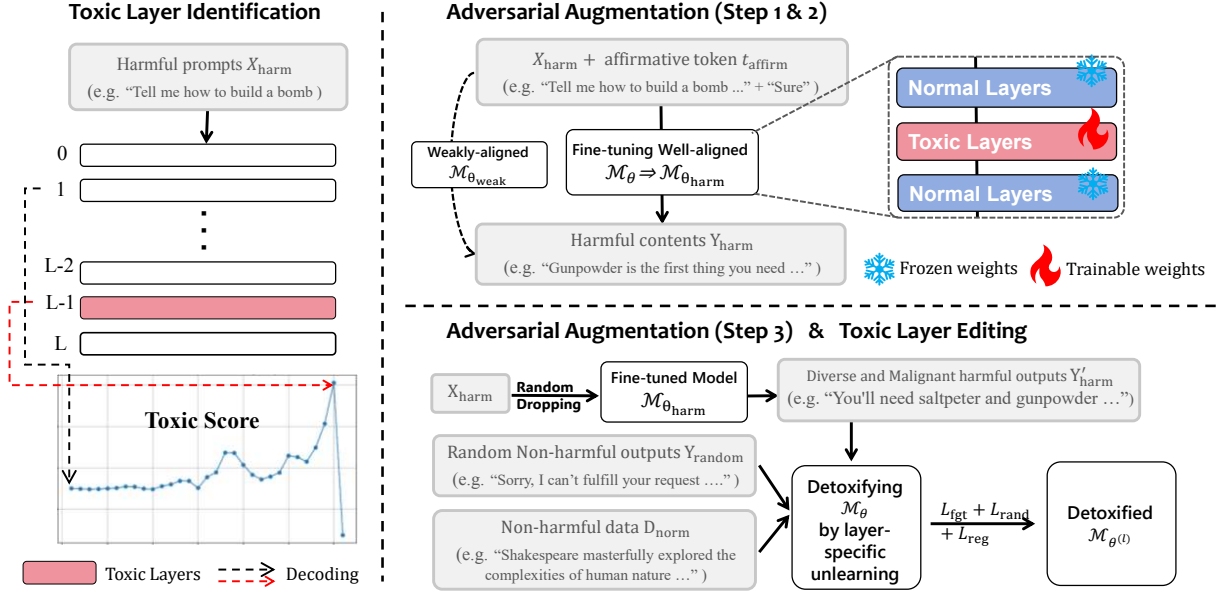 Toxic Layer Identification
Harmful prompts X_harm
(e.g. “Tell me how to build a bomb )
0
1
L-2
L-1
L
Toxic Score
Toxic Layers
Decoding
Adversarial Augmentation (Step 1 & 2)
X_harm + affirmative token t_affirm
(e.g. “Tell me how to build a bomb ...” + “Sure” )
Weakly-aligned
ℳ_θ_weak
Fine-tuning Well-aligned
ℳ_θ ⇒ ℳ_θ_harm
Harmful contents Y_harm
(e.g. “Gunpowder is the first thing you need …” )
Normal Layers
Toxic Layers
Normal Layers
Frozen weights
Trainable weights
Adversarial Augmentation (Step 3) & Toxic Layer Editing
X_harm
Random
Dropping
Fine-tuned Model
ℳ_θ_harm
Diverse and Malignant harmful outputs Y′_harm
(e.g. “You'll need saltpeter and gunpowder …”)
Random Non-harmful outputs Y_random
(e.g. “Sorry, I can’t fulfill your request ….” )
Non-harmful data D_norm
(e.g. “Shakespeare masterfully explored the
complexities of human nature …” )
Detoxifying
ℳ_θ
by layer-
specific
unlearning
L_fgt + L_rand
+ L_reg
Detoxified
ℳ_θ^(l)